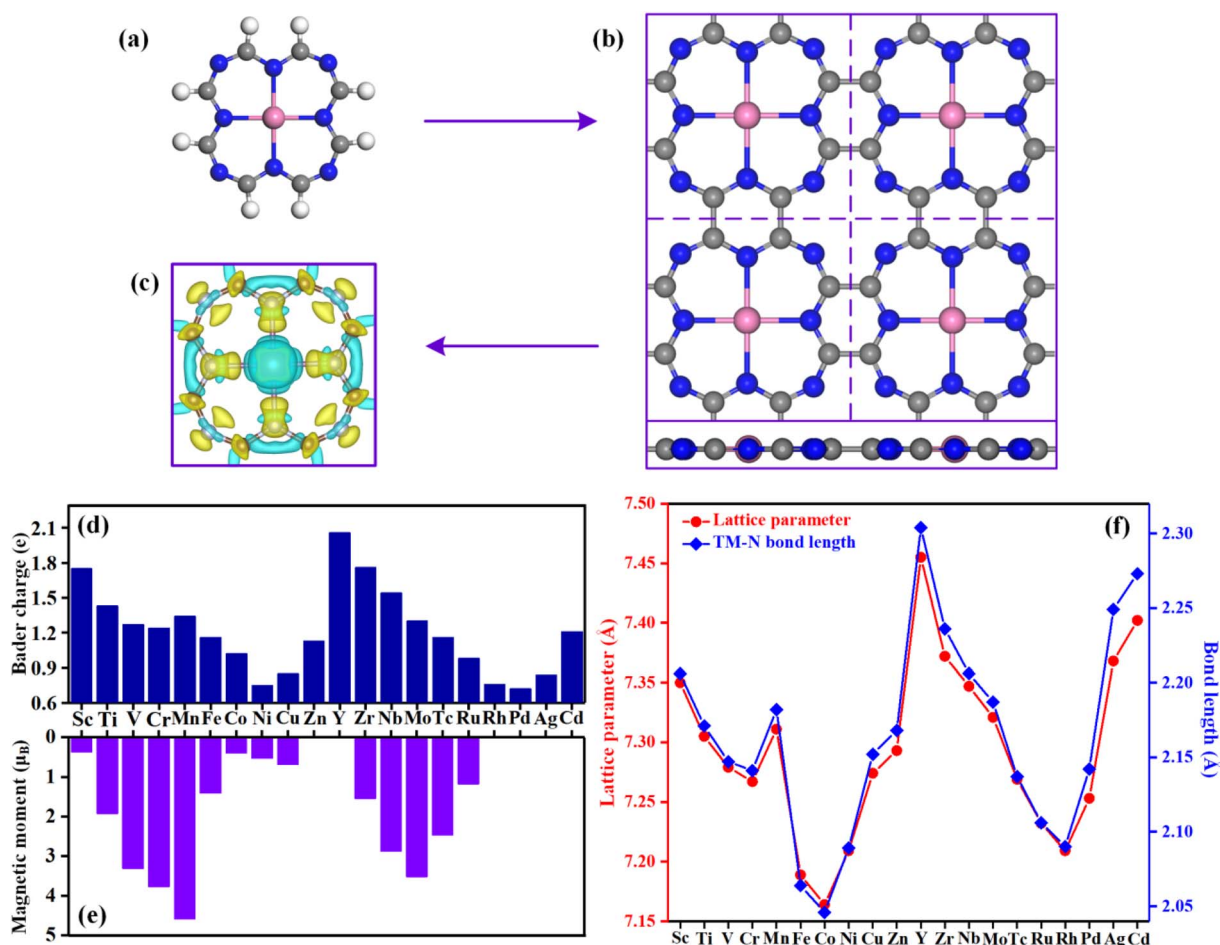 (a)
(b)
(c)
(d)
2.1
1.8
1.5
1.2
0.9
0.6
Bader charge (e)
Sc Ti V Cr Mn Fe Co Ni Cu Zn Y Zr Nb Mo Tc Ru Rh Pd Ag Cd
0
1
2
3
4
5
Magnetic moment (μB)
(e)
(f)
Lattice parameter
TM-N bond length
7.50
7.45
7.40
7.35
7.30
7.25
7.20
7.15
Lattice parameter (Å)
2.30
2.25
2.20
2.15
2.10
2.05
Bond length (Å)
Sc Ti V Cr Mn Fe Co Ni Cu Zn Y Zr Nb Mo Tc Ru Rh Pd Ag Cd